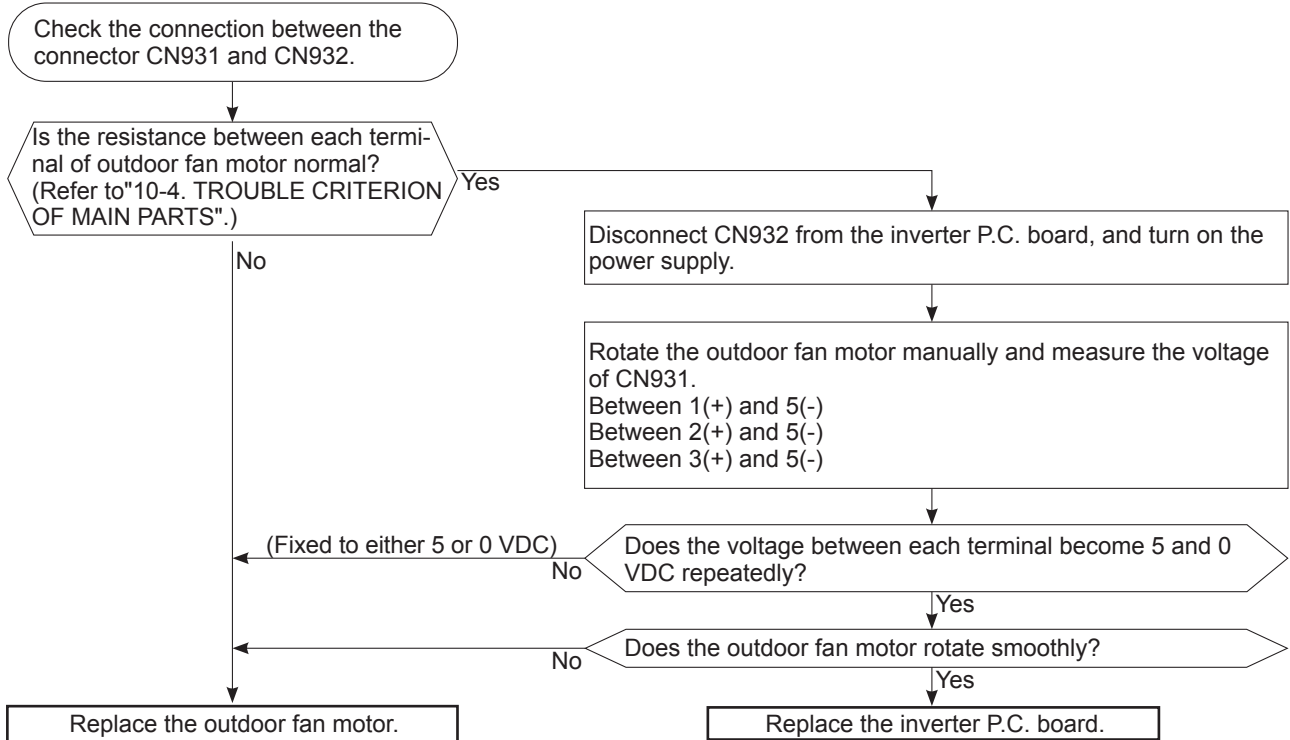 Check the connection between the
connector CN931 and CN932.
Is the resistance between each termi-
nal of outdoor fan motor normal?
(Refer to"10-4. TROUBLE CRITERION
OF MAIN PARTS".)
Yes
No
Disconnect CN932 from the inverter P.C. board, and turn on the
power supply.
Rotate the outdoor fan motor manually and measure the voltage
of CN931.
Between 1(+) and 5(-)
Between 2(+) and 5(-)
Between 3(+) and 5(-)
Does the voltage between each terminal become 5 and 0
VDC repeatedly?
(Fixed to either 5 or 0 VDC)
No
Yes
Does the outdoor fan motor rotate smoothly?
No
Yes
Replace the outdoor fan motor.
Replace the inverter P.C. board.